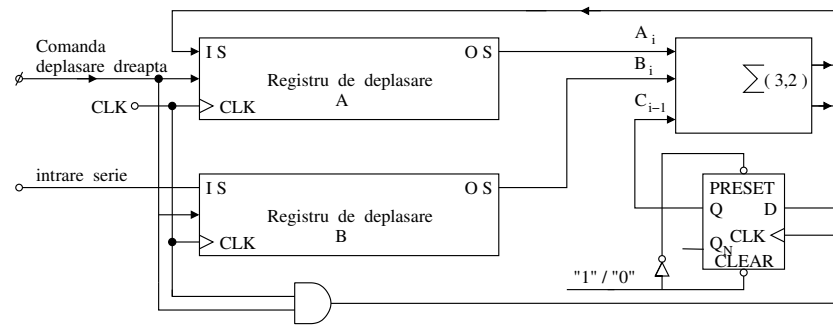 Comanda
deplasare dreapta
CLK
I S
O S
Registru de deplasare
A
CLK
A i
B i
C i–1
∑ ( 3,2 )
intrare serie
I S
O S
Registru de deplasare
B
CLK
PRESET
Q
D
CLK
Q N
CLEAR
"1" / "0"